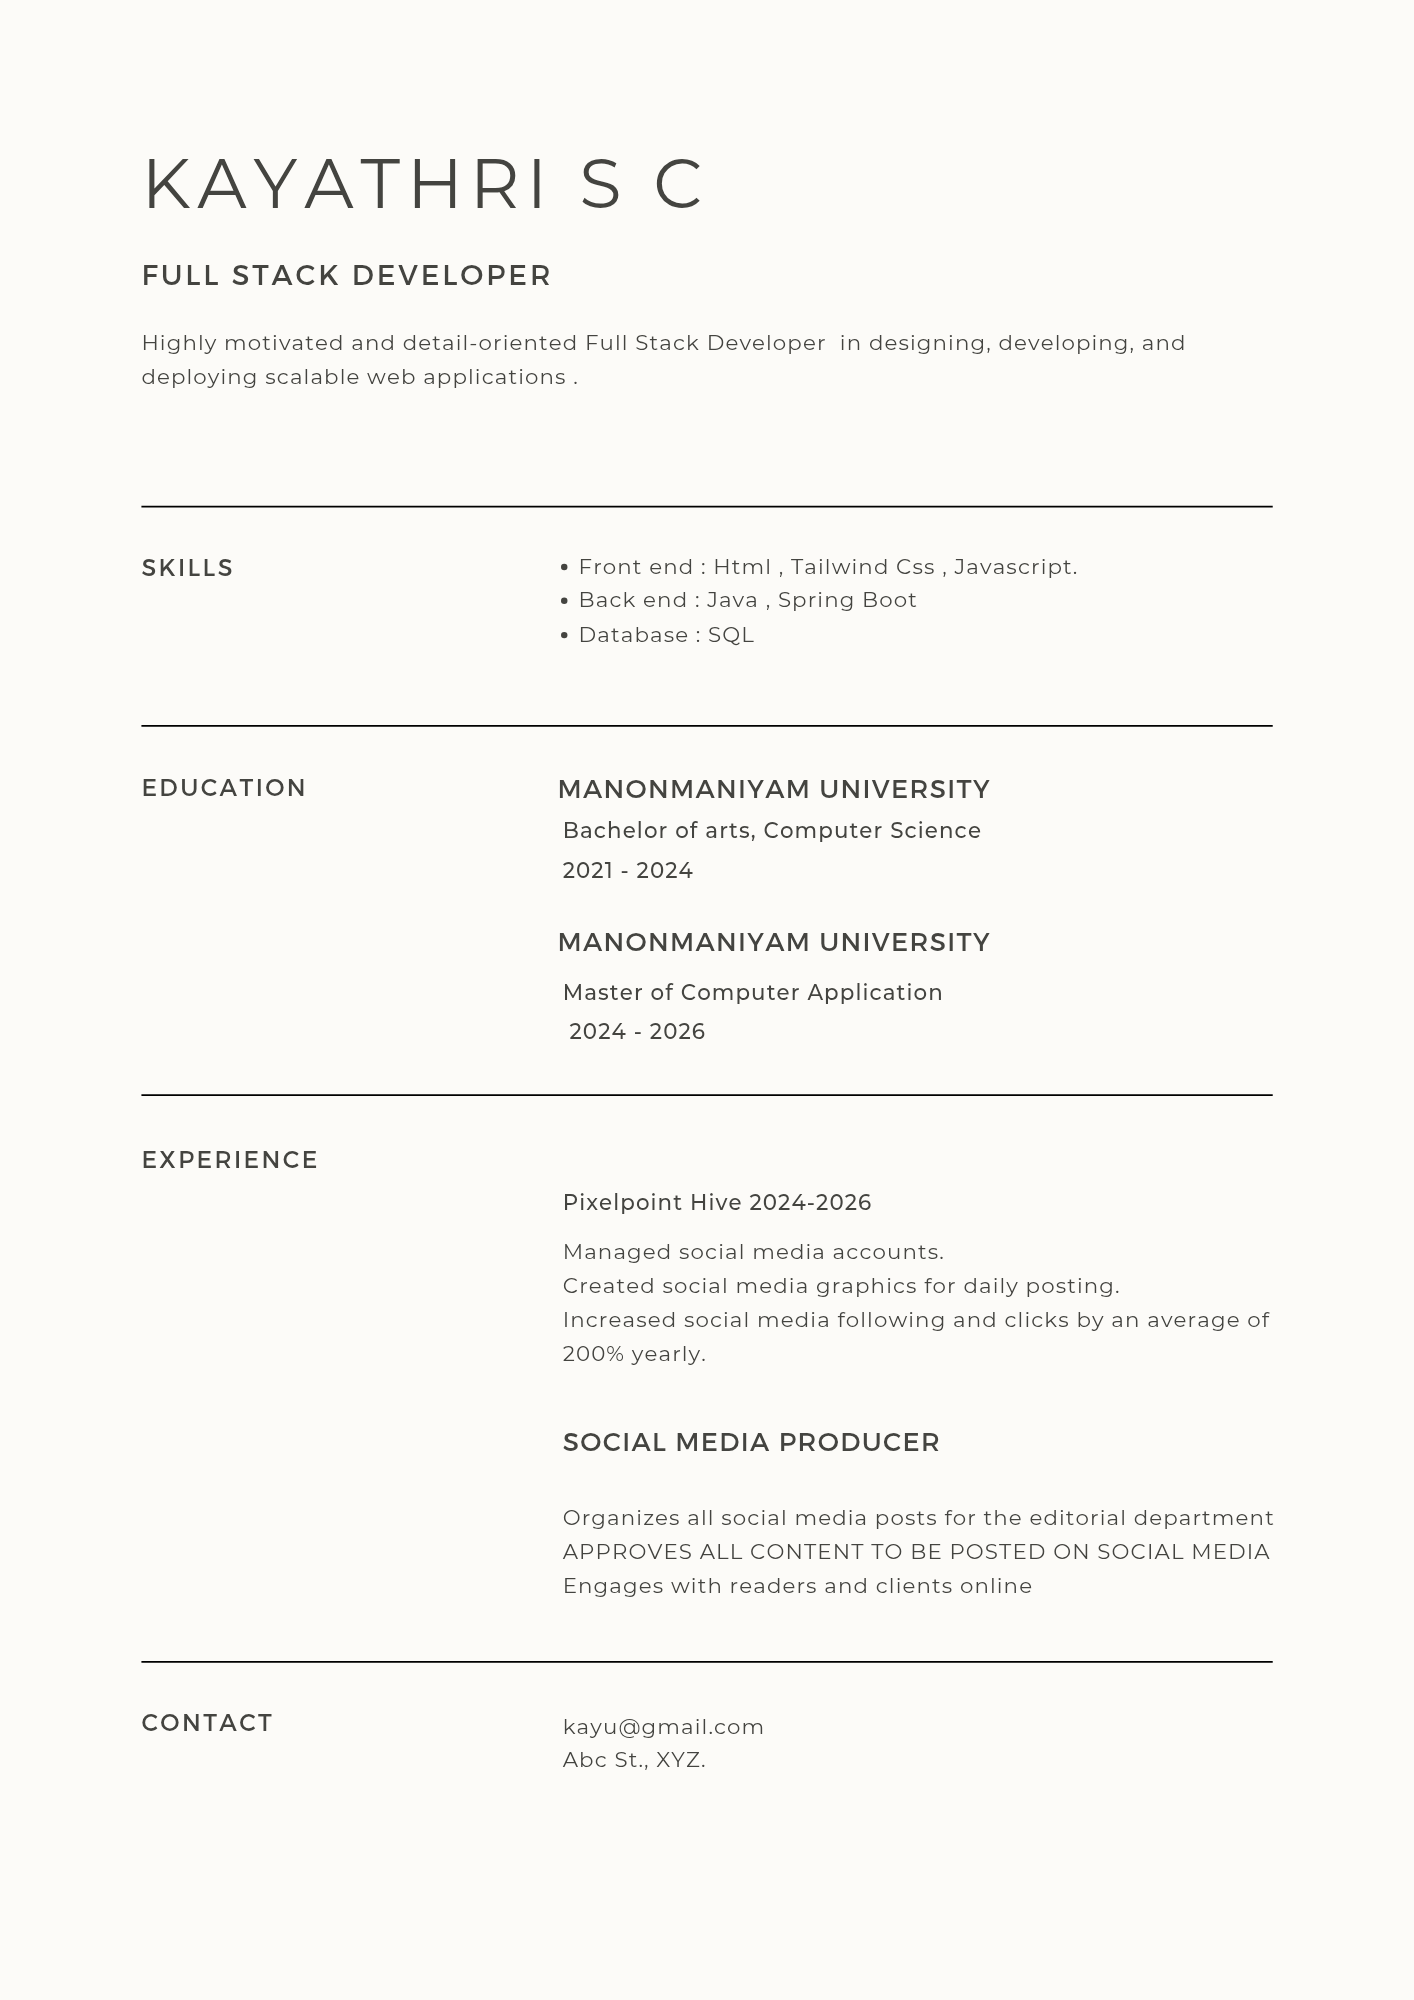 KAYATHRI S C
FULL STACK DEVELOPER
Highly motivated and detail-oriented Full Stack Developer  in designing, developing, and
deploying scalable web applications .
SKILLS
• Front end : Html , Tailwind Css , Javascript.
• Back end : Java , Spring Boot
• Database : SQL
EDUCATION
MANONMANIYAM UNIVERSITY
Bachelor of arts, Computer Science
2021 - 2024
MANONMANIYAM UNIVERSITY
Master of Computer Application
2024 - 2026
EXPERIENCE
Pixelpoint Hive 2024-2026
Managed social media accounts.
Created social media graphics for daily posting.
Increased social media following and clicks by an average of
200% yearly.
SOCIAL MEDIA PRODUCER
Organizes all social media posts for the editorial department
APPROVES ALL CONTENT TO BE POSTED ON SOCIAL MEDIA
Engages with readers and clients online
CONTACT
kayu@gmail.com
Abc St., XYZ.